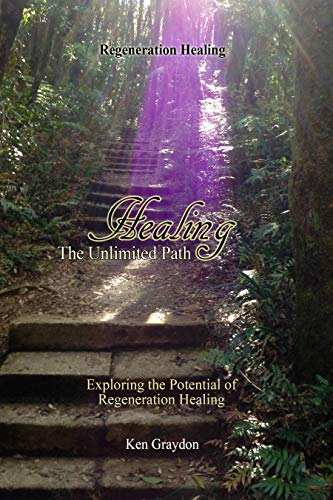 Regeneration Healing
Healing
The Unlimited Path
Exploring the Potential of
Regeneration Healing
Ken Graydon